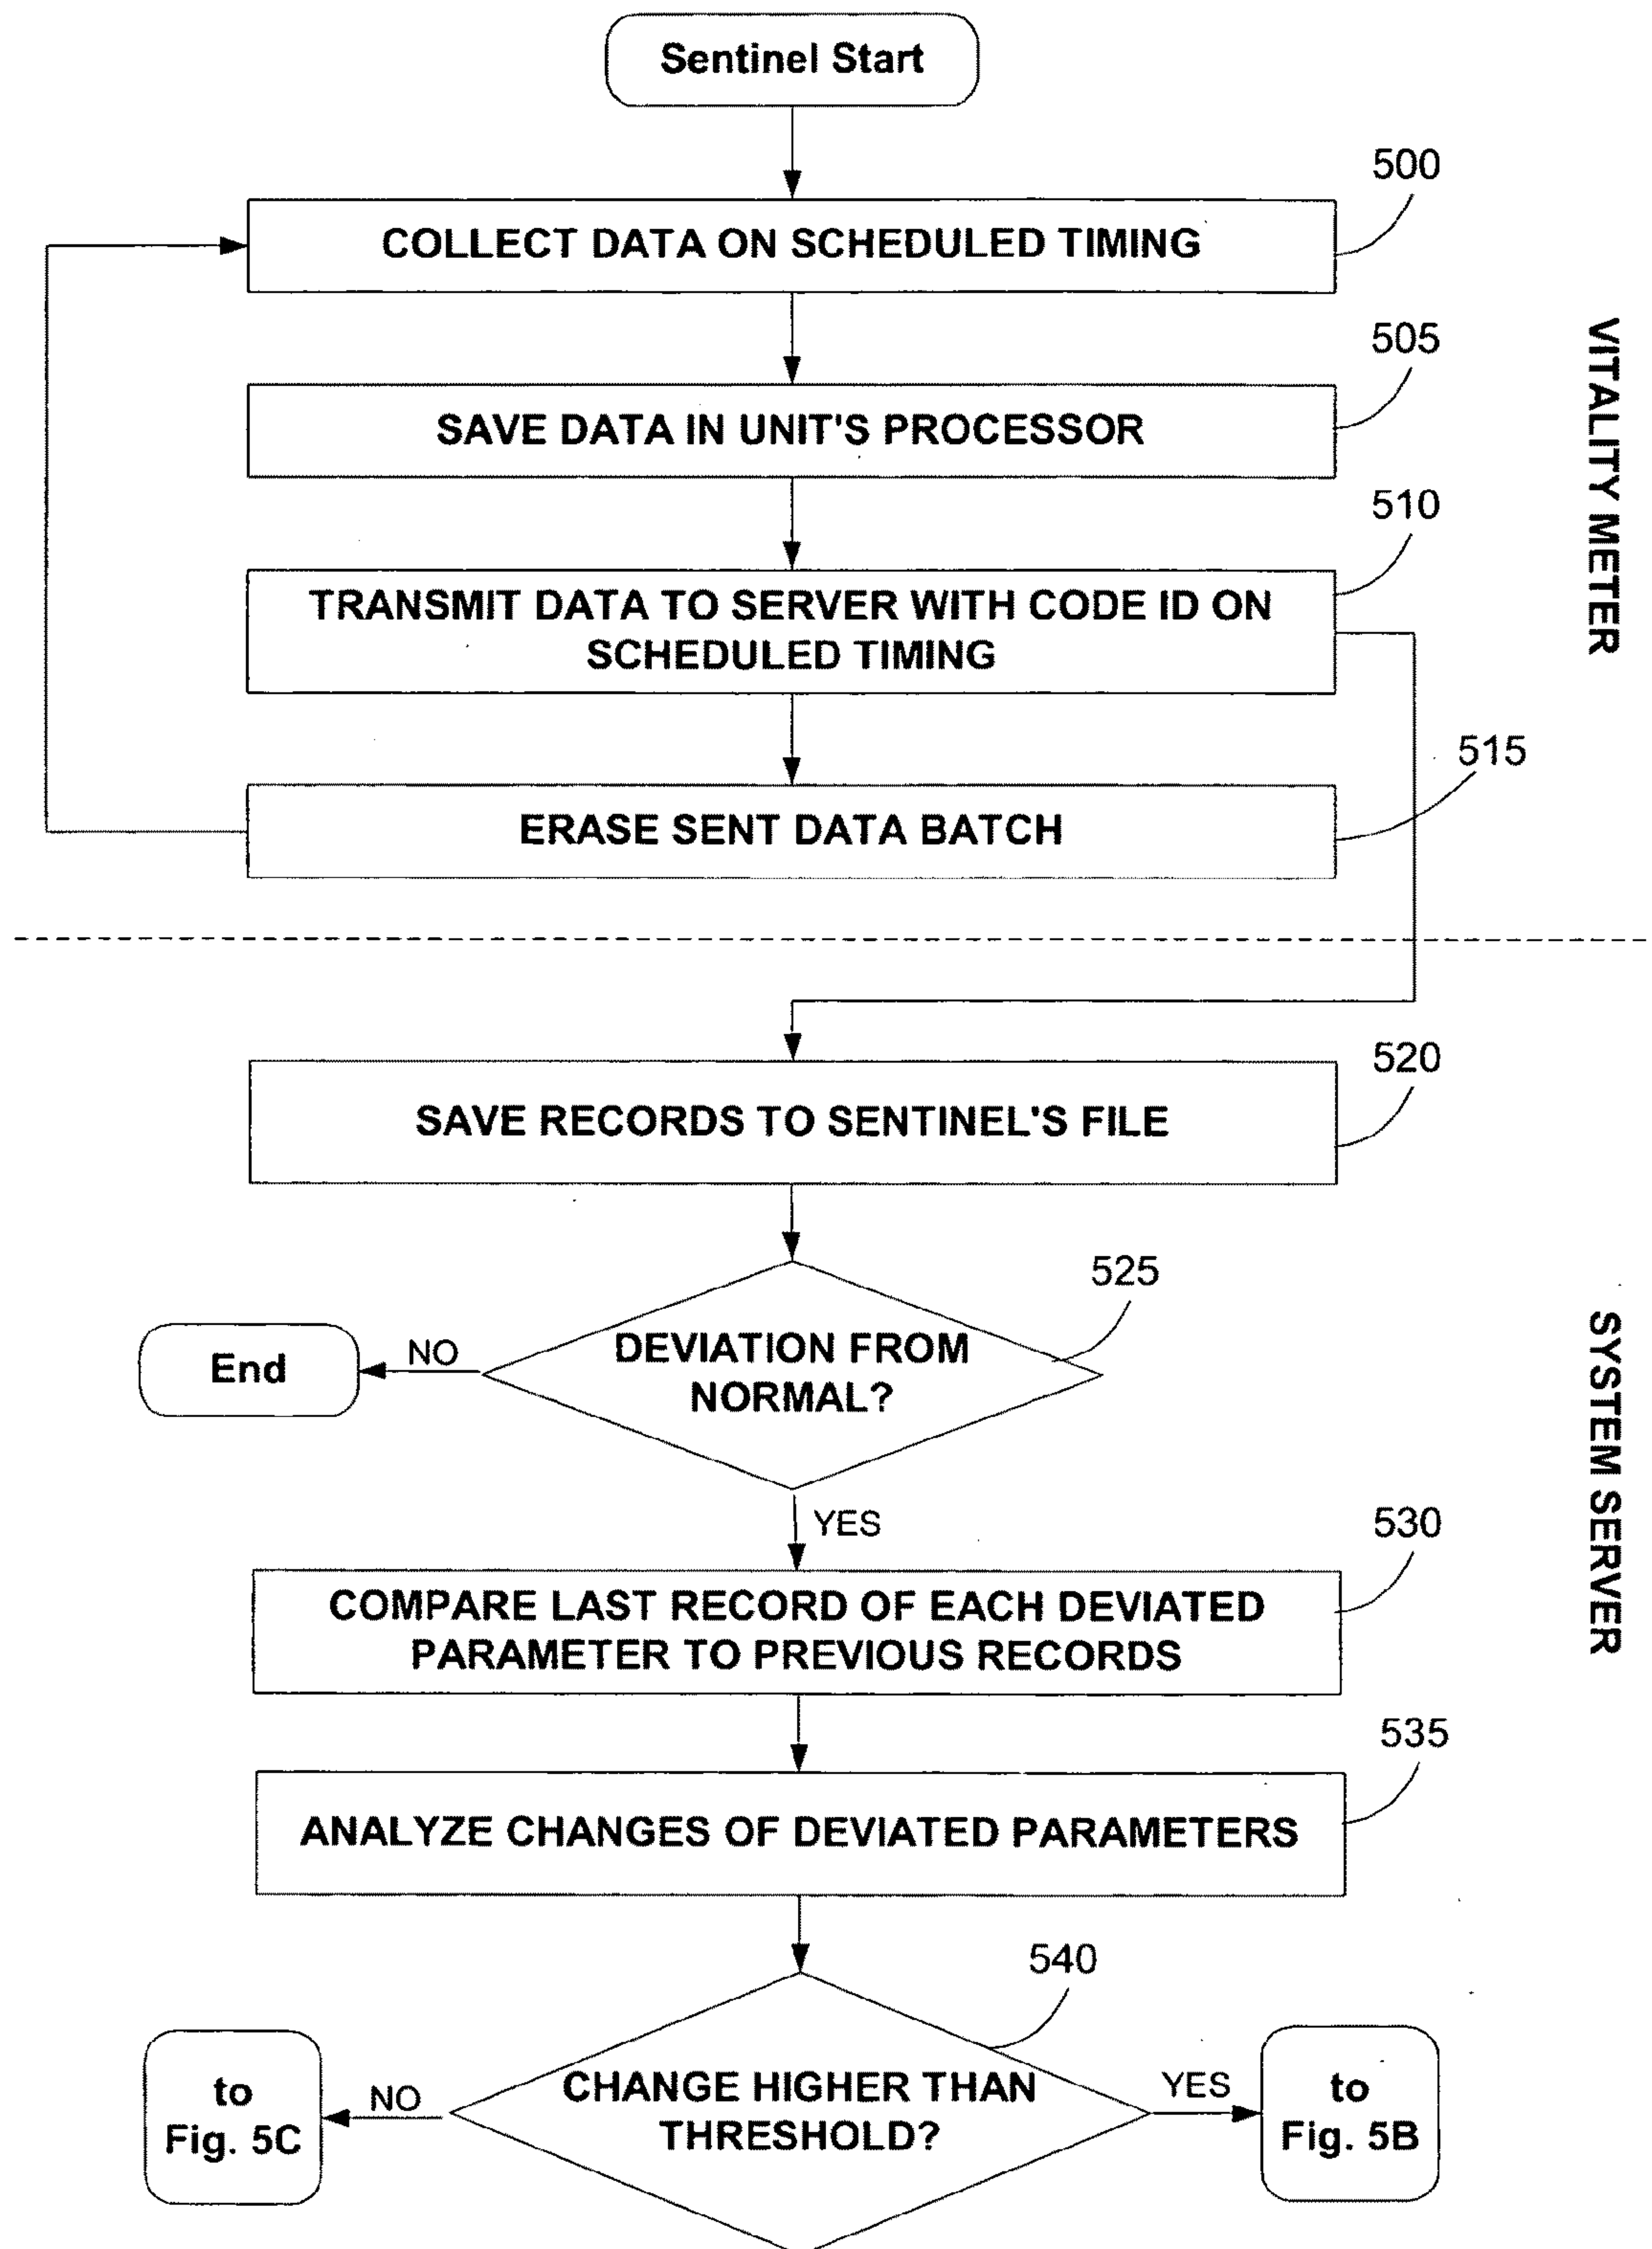 Sentinel Start
500
COLLECT DATA ON SCHEDULED TIMING
505
SAVE DATA IN UNIT'S PROCESSOR
510
TRANSMIT DATA TO SERVER WITH CODE ID ON
SCHEDULED TIMING
515
ERASE SENT DATA BATCH
VITALITY METER
520
SAVE RECORDS TO SENTINEL'S FILE
525
DEVIATION FROM
NORMAL?
NO
End
YES
530
COMPARE LAST RECORD OF EACH DEVIATED
PARAMETER TO PREVIOUS RECORDS
535
ANALYZE CHANGES OF DEVIATED PARAMETERS
540
CHANGE HIGHER THAN
THRESHOLD?
NO
to
Fig. 5C
YES
to
Fig. 5B
SYSTEM SERVER